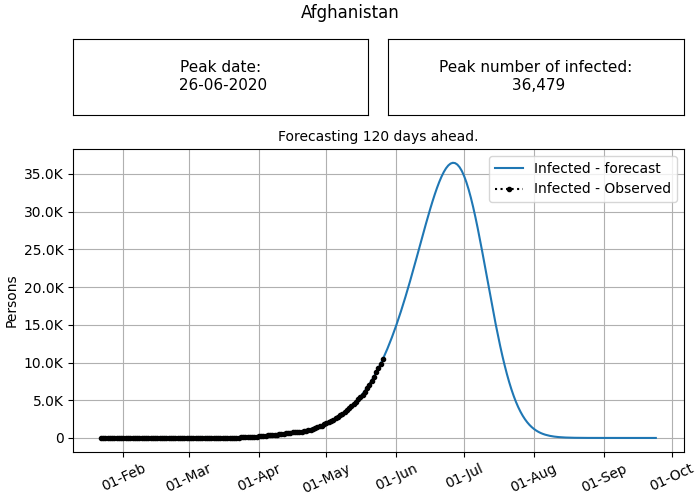 Afghanistan
Peak date:
26-06-2020
Peak number of infected:
36,479
Forecasting 120 days ahead.
Infected - forecast
Infected - Observed
Persons
35.0K
30.0K
25.0K
20.0K
15.0K
10.0K
5.0K
0
01-Feb
01-Mar
01-Apr
01-May
01-Jun
01-Jul
01-Aug
01-Sep
01-Oct